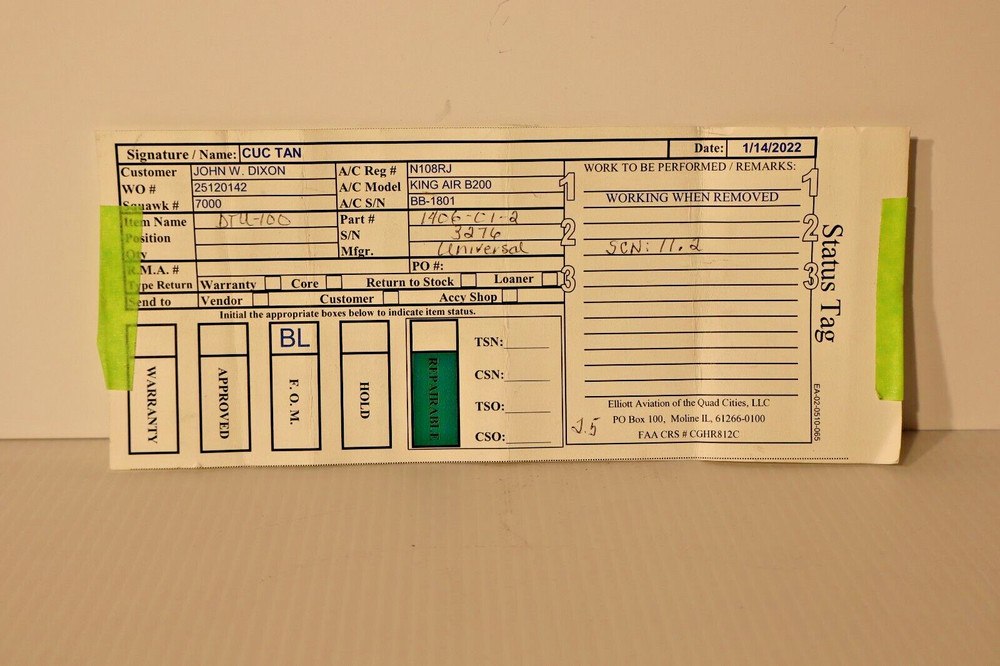 Signature / Name: CUC TAN Date: 1/14/2022
Customer JOHN W. DIXON A/C Reg # N108RJ
WO # 25120142 A/C Model KING AIR B200
Squawk # 7000 A/C S/N BB-1801
Item Name DTU-100 Part # 1406-01-2
Position S/N 3276
Qty Mfgr. Universal
R.M.A. # PO #:
Type Return Warranty Core Return to Stock Loaner
Send to Vendor Customer Accy Shop
Initial the appropriate boxes below to indicate item status.
BL
WARRANTY
APPROVED
F. O. M.
HOLD
REPAIRABLE
TSN:
CSN:
TSO:
CSO:
WORK TO BE PERFORMED / REMARKS:
1 1
WORKING WHEN REMOVED
2 2
SCN: 11.2
3 3
J.5
Elliott Aviation of the Quad Cities, LLC
PO Box 100, Moline IL, 61266-0100
FAA CRS # CGHR812C
Status Tag
EA-02-0510-065